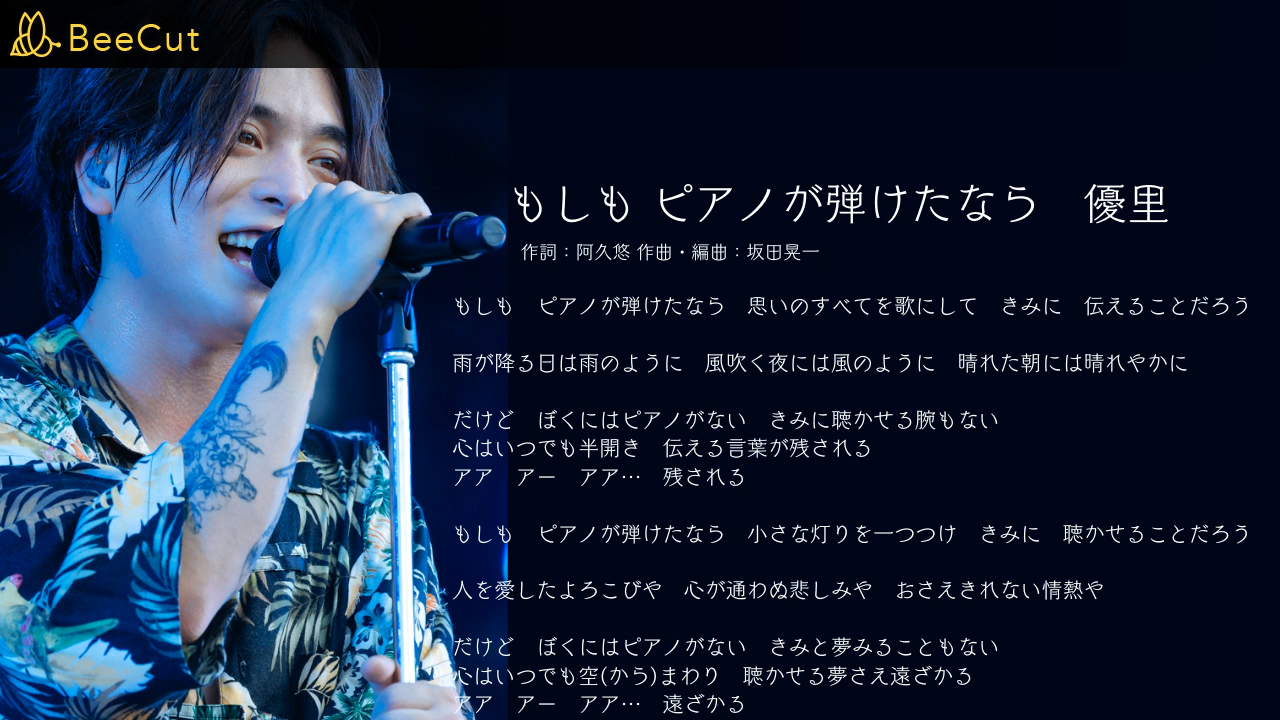 BeeCut
もしも ピアノが弾けたなら　優里
作詞：阿久悠 作曲・編曲：坂田晃一
もしも　ピアノが弾けたなら　思いのすべてを歌にして　きみに　伝えることだろう
雨が降る日は雨のように　風吹く夜には風のように　晴れた朝には晴れやかに
だけど　ぼくにはピアノがない　きみに聴かせる腕もない
心はいつでも半開き　伝える言葉が残される
アア　アー　アア…　残される
もしも　ピアノが弾けたなら　小さな灯りを一つつけ　きみに　聴かせることだろう
人を愛したよろこびや　心が通わぬ悲しみや　おさえきれない情熱や
だけど　ぼくにはピアノがない　きみと夢みることもない
心はいつでも空(から)まわり　聴かせる夢さえ遠ざかる
アア　アー　アア…　遠ざかる